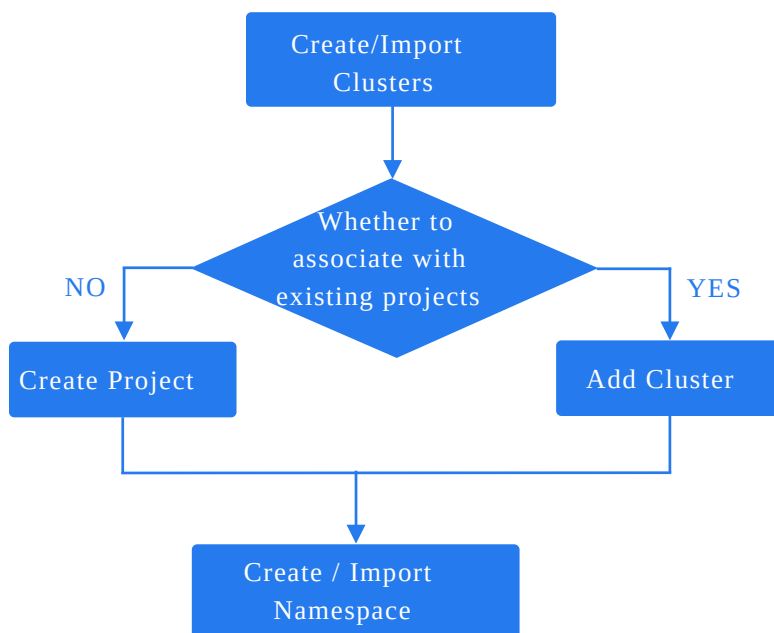 Create/Import
Clusters
Whether to
associate with
existing projects
NO
YES
Create Project
Add Cluster
Create / Import
Namespace